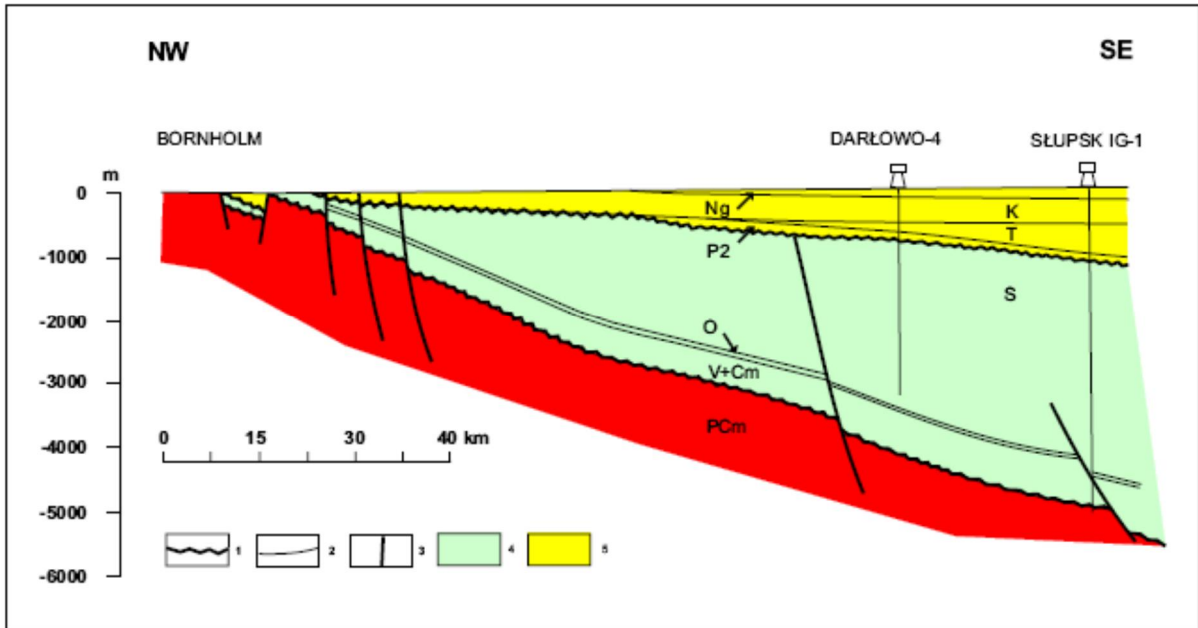 NW SE
BORNHOLM DARŁOWO-4 SŁUPSK IG-1
m
0
-1000
-2000
-3000
-4000
-5000
-6000
Ng
K
T
P2
S
O
V+Cm
PCm
0 15 30 40 km
1 2 3 4 5